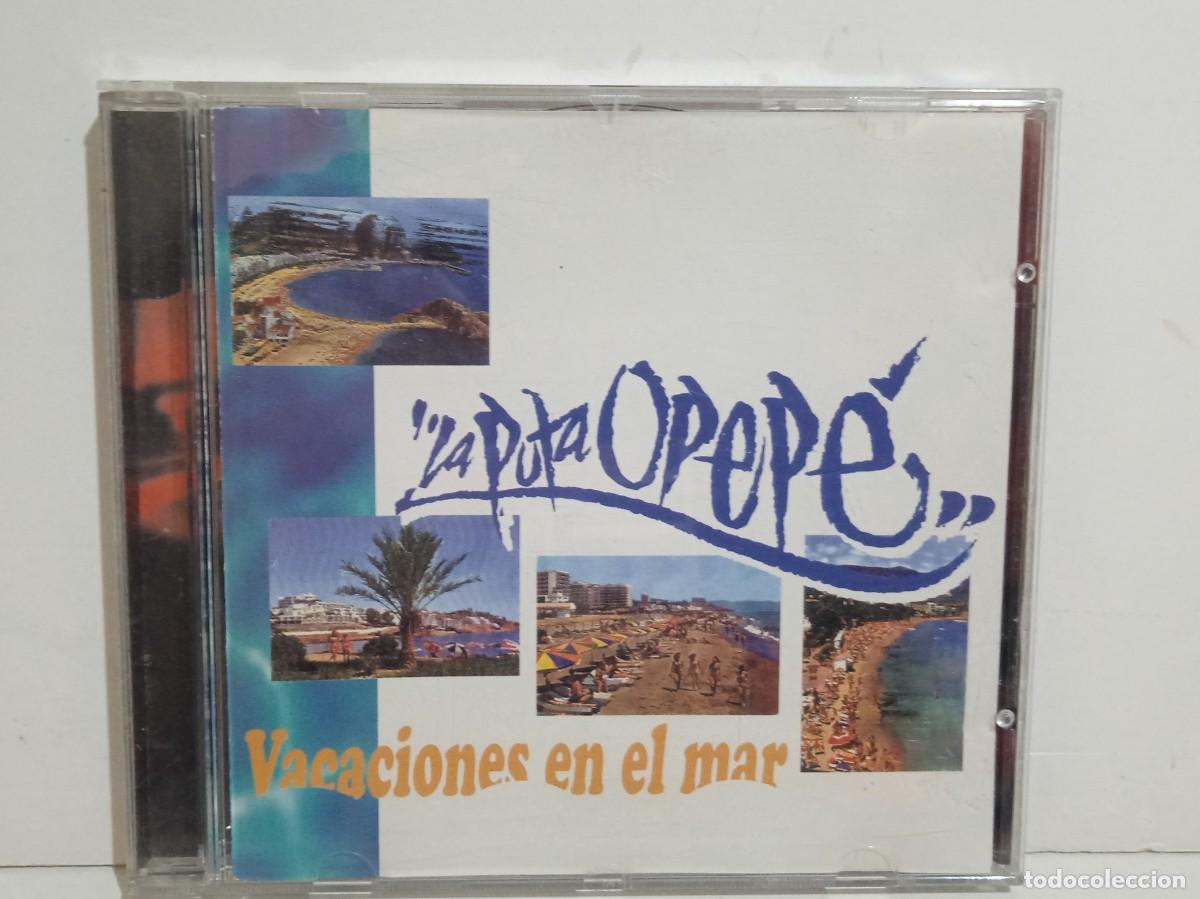 "La Puta Opepé"
Vacaciones en el mar
todocoleccion